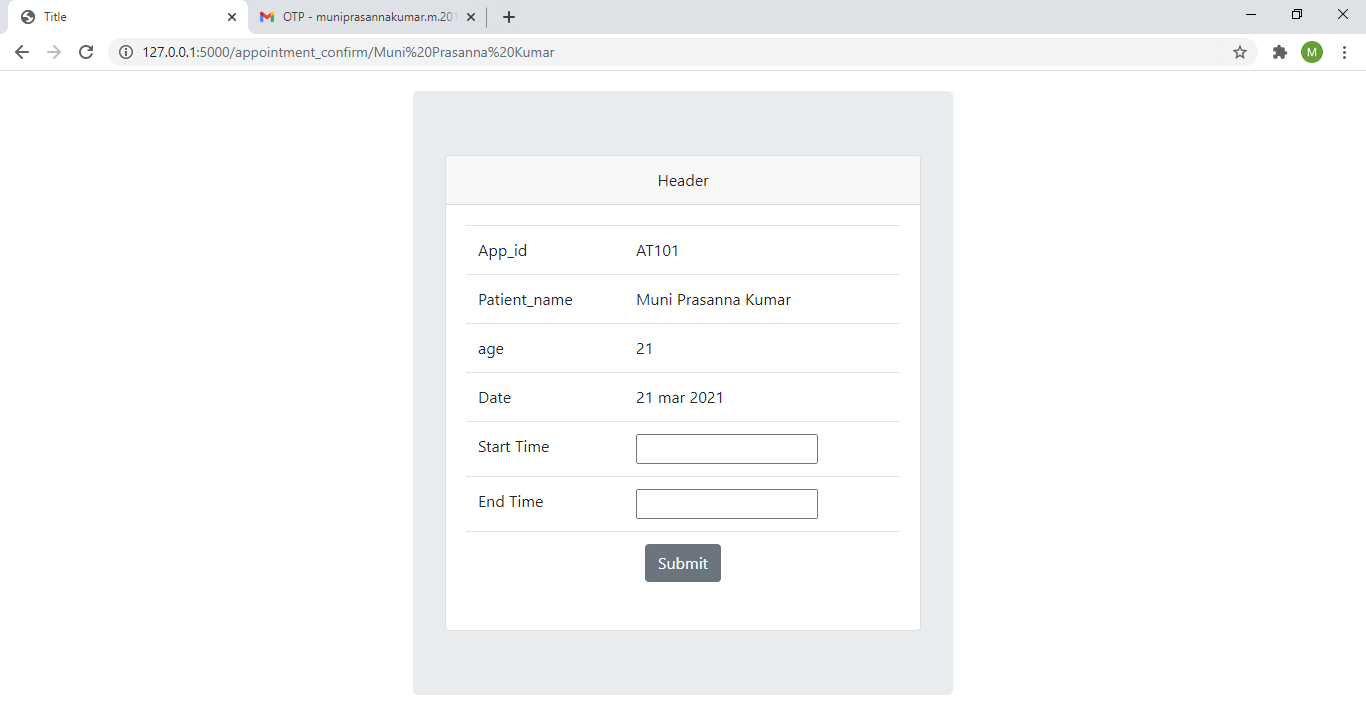 Title
OTP - muniprasannakumar.m.201
127.0.0.1:5000/appointment_confirm/Muni%20Prasanna%20Kumar
M
Header
App_id AT101
Patient_name Muni Prasanna Kumar
age 21
Date 21 mar 2021
Start Time
End Time
Submit